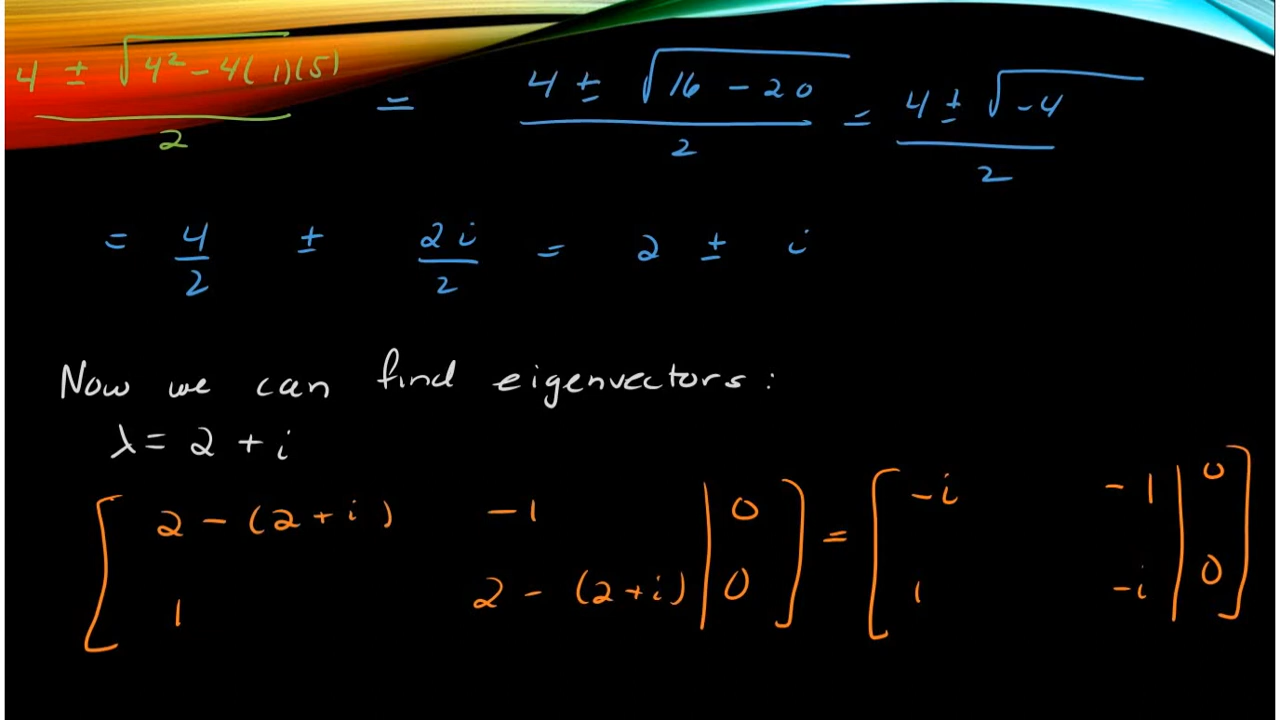 4 ± √4² - 4(1)(5) / 2 = 4 ± √16 - 20 / 2 = 4 ± √-4 / 2
= 4/2 ± 2i/2 = 2 ± i
Now we can find eigenvectors:
λ = 2 + i
[ 2 - (2 + i) -1 | 0 ] = [ -i -1 | 0 ]
[ 1 2 - (2 + i) | 0 ] [ 1 -i | 0 ]